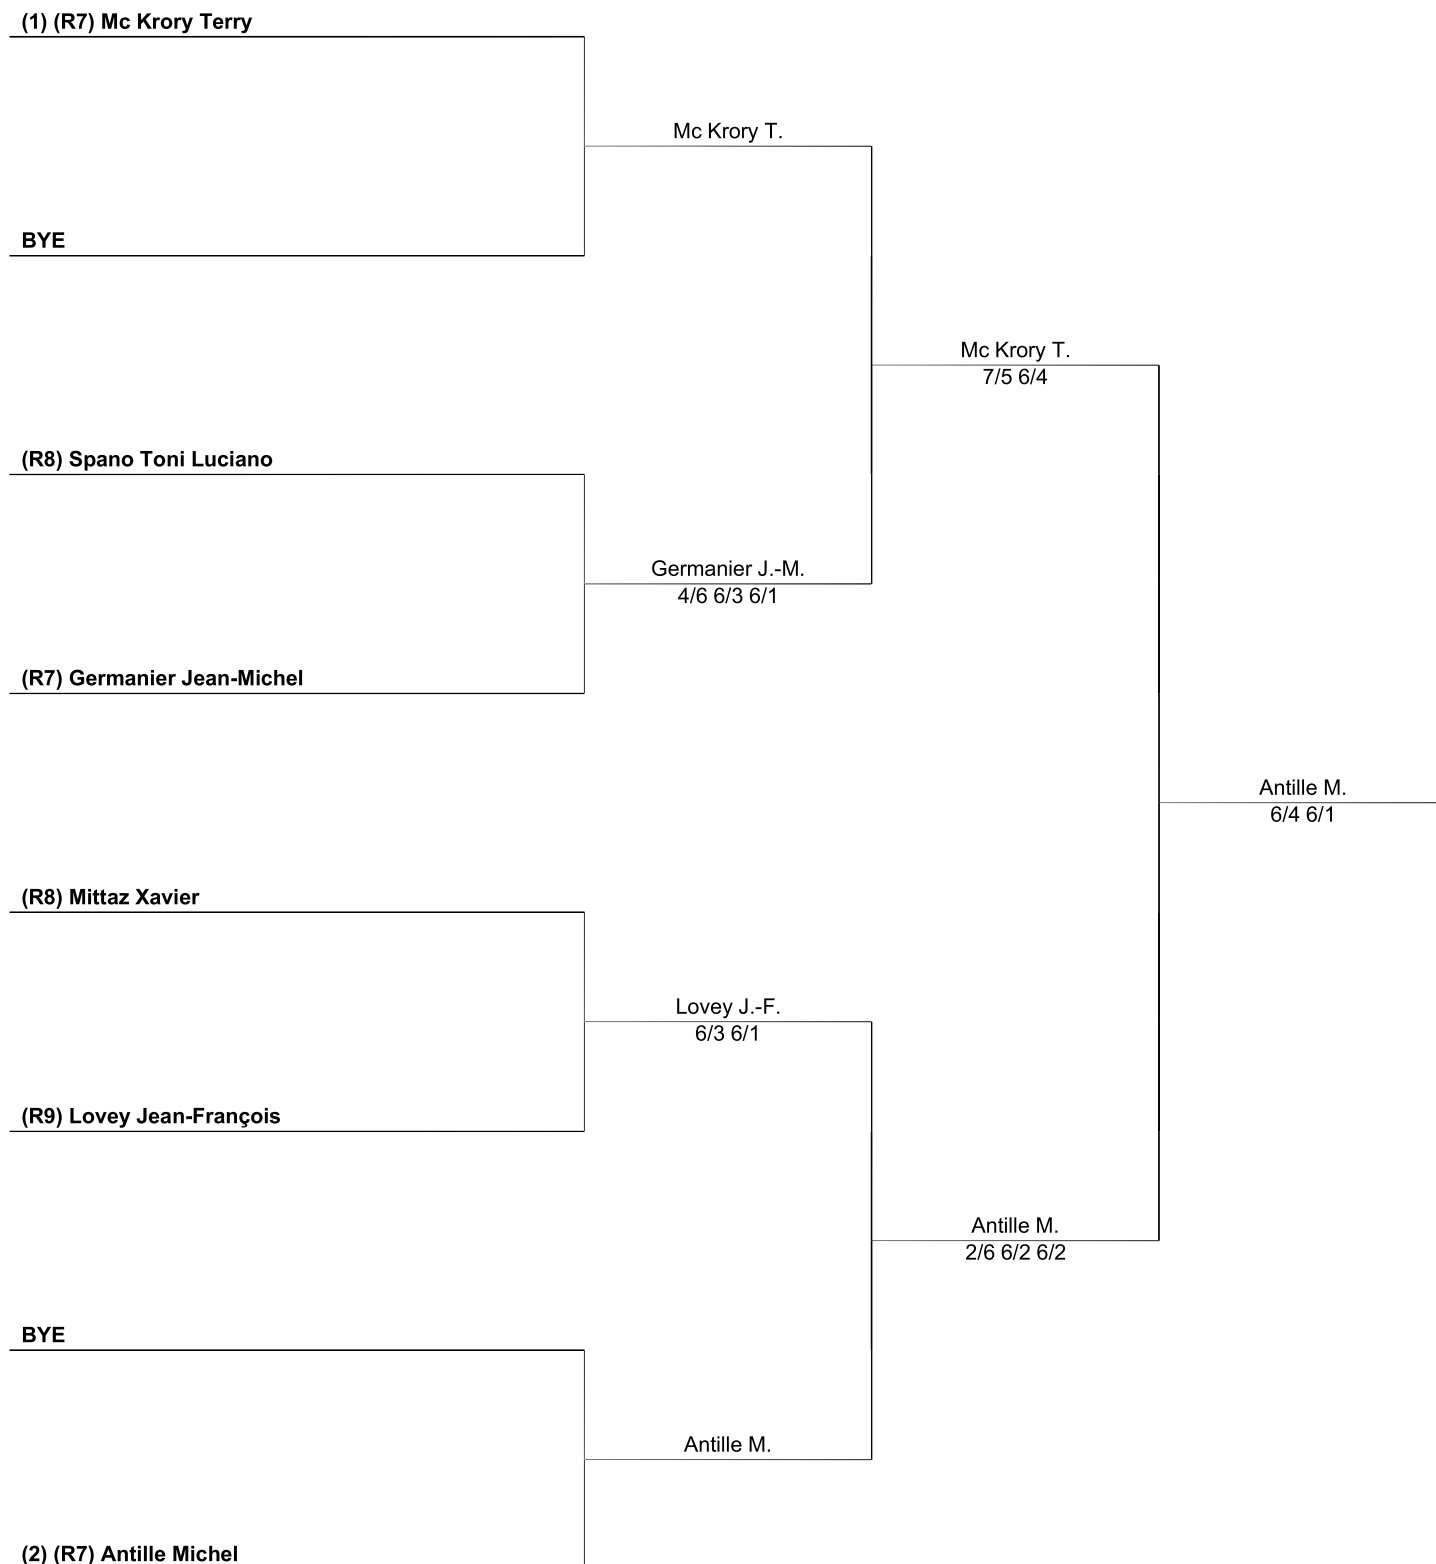 (1) (R7) Mc Krory Terry
Mc Krory T.
BYE
Mc Krory T.
7/5 6/4
(R8) Spano Toni Luciano
Germanier J.-M.
4/6 6/3 6/1
(R7) Germanier Jean-Michel
Antille M.
6/4 6/1
(R8) Mittaz Xavier
Lovey J.-F.
6/3 6/1
(R9) Lovey Jean-François
Antille M.
2/6 6/2 6/2
BYE
Antille M.
(2) (R7) Antille Michel